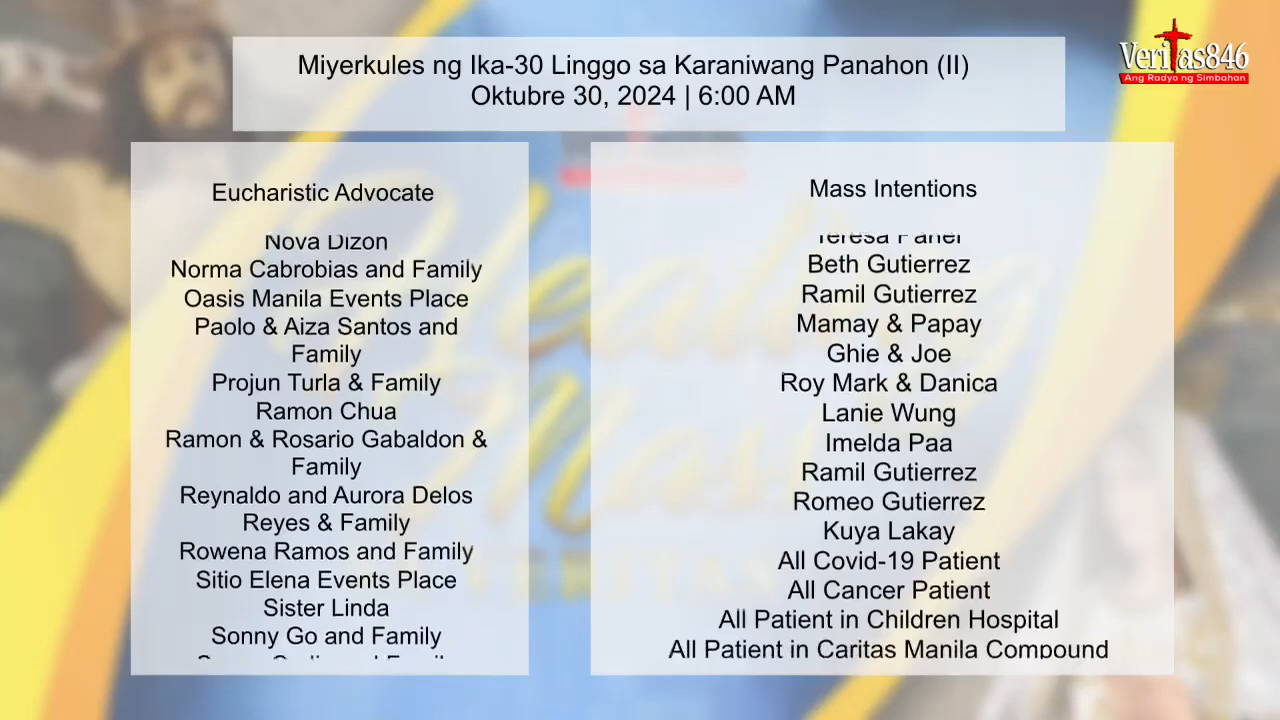 Miyerkules ng Ika-30 Linggo sa Karaniwang Panahon (II)
Oktubre 30, 2024 | 6:00 AM
Veritas846
Ang Radyo ng Simbahan
Eucharistic Advocate
Nova Dizon
Norma Cabrobias and Family
Oasis Manila Events Place
Paolo & Aiza Santos and
Family
Projun Turla & Family
Ramon Chua
Ramon & Rosario Gabaldon &
Family
Reynaldo and Aurora Delos
Reyes & Family
Rowena Ramos and Family
Sitio Elena Events Place
Sister Linda
Sonny Go and Family
Mass Intentions
Teresa
Beth Gutierrez
Ramil Gutierrez
Mamay & Papay
Ghie & Joe
Roy Mark & Danica
Lanie Wung
Imelda Paa
Ramil Gutierrez
Romeo Gutierrez
Kuya Lakay
All Covid-19 Patient
All Cancer Patient
All Patient in Children Hospital
All Patient in Caritas Manila Compound
Healing
Mass